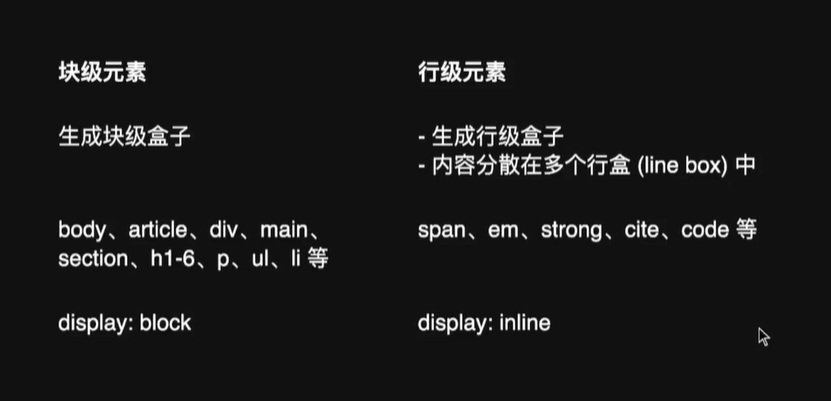 块级元素
行级元素
生成块级盒子
- 生成行级盒子
- 内容分散在多个行盒 (line box) 中
body、article、div、main、
section、h1-6、p、ul、li 等
span、em、strong、cite、code 等
display: block
display: inline